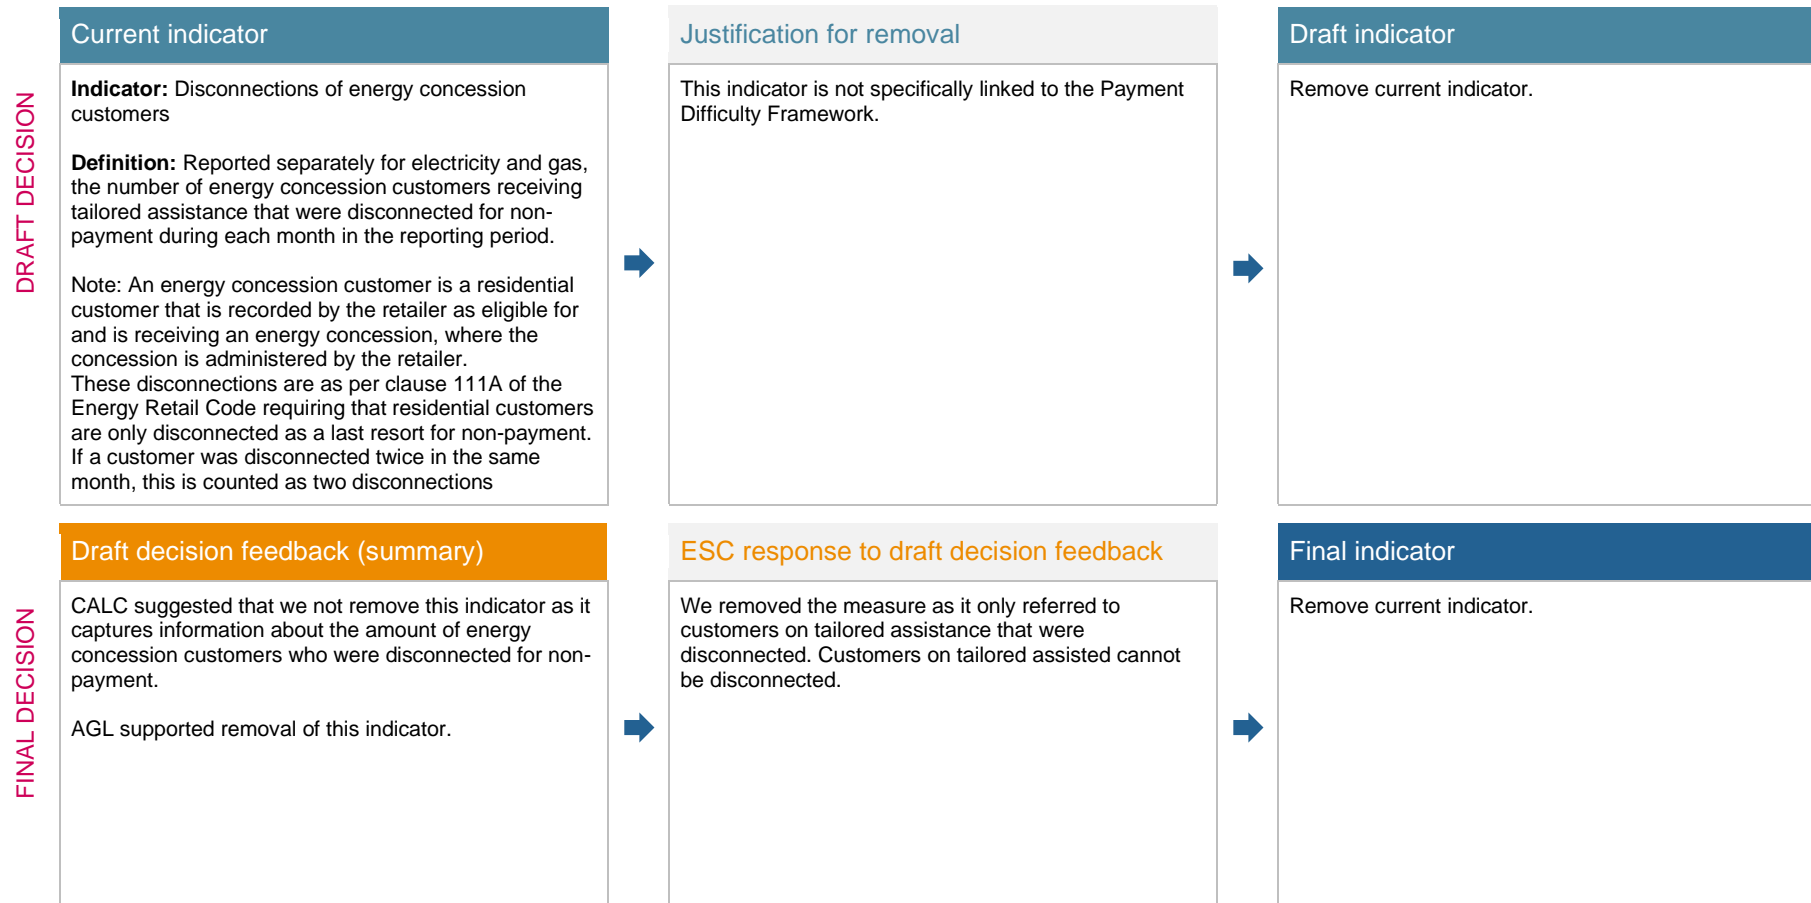 DRAFT DECISION
Current indicator
Indicator: Disconnections of energy concession
customers
Definition: Reported separately for electricity and gas,
the number of energy concession customers receiving
tailored assistance that were disconnected for non-
payment during each month in the reporting period.
Note: An energy concession customer is a residential
customer that is recorded by the retailer as eligible for
and is receiving an energy concession, where the
concession is administered by the retailer.
These disconnections are as per clause 111A of the
Energy Retail Code requiring that residential customers
are only disconnected as a last resort for non-payment.
If a customer was disconnected twice in the same
month, this is counted as two disconnections
Justification for removal
This indicator is not specifically linked to the Payment
Difficulty Framework.
Draft indicator
Remove current indicator.
FINAL DECISION
Draft decision feedback (summary)
CALC suggested that we not remove this indicator as it
captures information about the amount of energy
concession customers who were disconnected for non-
payment.
AGL supported removal of this indicator.
ESC response to draft decision feedback
We removed the measure as it only referred to
customers on tailored assistance that were
disconnected. Customers on tailored assisted cannot
be disconnected.
Final indicator
Remove current indicator.